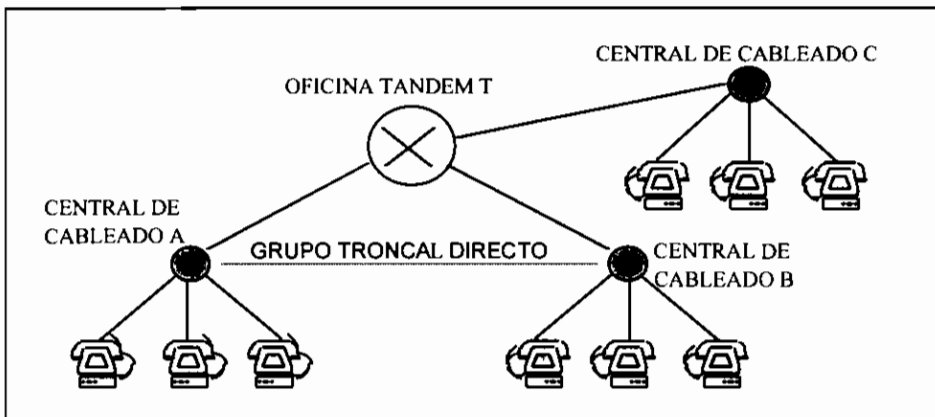 CENTRAL DE CABLEADO C
OFICINA TANDEM T
CENTRAL DE
CABLEADO A
GRUPO TRONCAL DIRECTO
CENTRAL DE
CABLEADO B